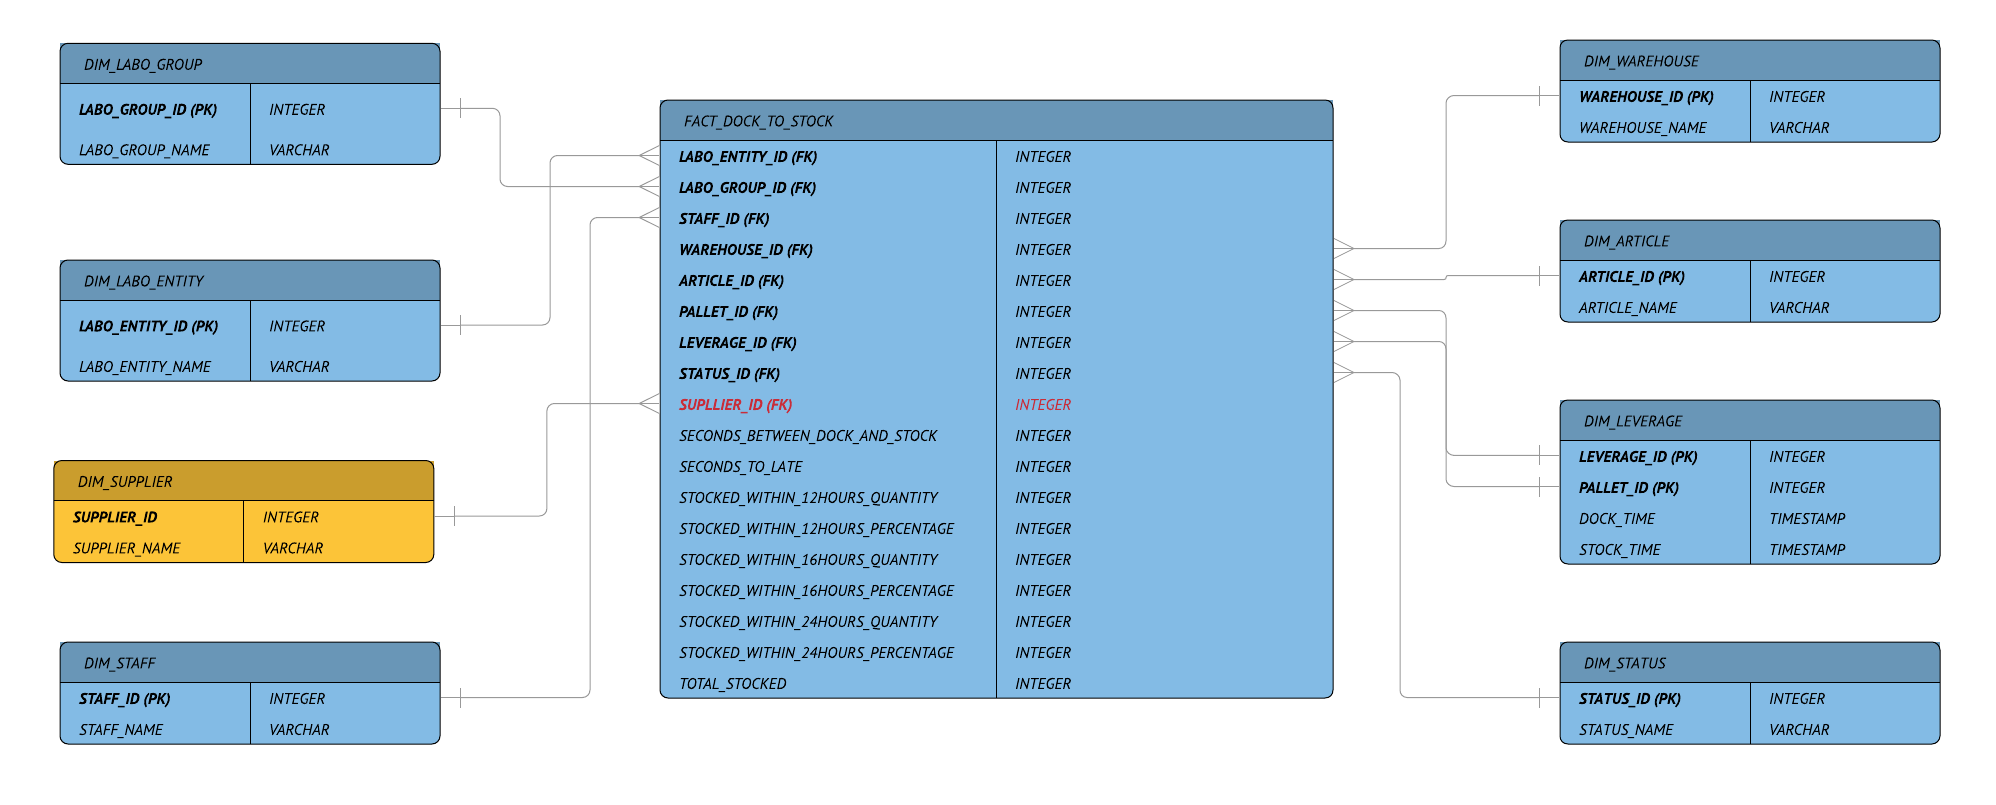 DIM_LABO_GROUP
LABO_GROUP_ID (PK) INTEGER
LABO_GROUP_NAME VARCHAR
DIM_LABO_ENTITY
LABO_ENTITY_ID (PK) INTEGER
LABO_ENTITY_NAME VARCHAR
DIM_SUPPLIER
SUPPLIER_ID INTEGER
SUPPLIER_NAME VARCHAR
DIM_STAFF
STAFF_ID (PK) INTEGER
STAFF_NAME VARCHAR
FACT_DOCK_TO_STOCK
LABO_ENTITY_ID (FK) INTEGER
LABO_GROUP_ID (FK) INTEGER
STAFF_ID (FK) INTEGER
WAREHOUSE_ID (FK) INTEGER
ARTICLE_ID (FK) INTEGER
PALLET_ID (FK) INTEGER
LEVERAGE_ID (FK) INTEGER
STATUS_ID (FK) INTEGER
SUPLLIER_ID (FK) INTEGER
SECONDS_BETWEEN_DOCK_AND_STOCK INTEGER
SECONDS_TO_LATE INTEGER
STOCKED_WITHIN_12HOURS_QUANTITY INTEGER
STOCKED_WITHIN_12HOURS_PERCENTAGE INTEGER
STOCKED_WITHIN_16HOURS_QUANTITY INTEGER
STOCKED_WITHIN_16HOURS_PERCENTAGE INTEGER
STOCKED_WITHIN_24HOURS_QUANTITY INTEGER
STOCKED_WITHIN_24HOURS_PERCENTAGE INTEGER
TOTAL_STOCKED INTEGER
DIM_WAREHOUSE
WAREHOUSE_ID (PK) INTEGER
WAREHOUSE_NAME VARCHAR
DIM_ARTICLE
ARTICLE_ID (PK) INTEGER
ARTICLE_NAME VARCHAR
DIM_LEVERAGE
LEVERAGE_ID (PK) INTEGER
PALLET_ID (PK) INTEGER
DOCK_TIME TIMESTAMP
STOCK_TIME TIMESTAMP
DIM_STATUS
STATUS_ID (PK) INTEGER
STATUS_NAME VARCHAR